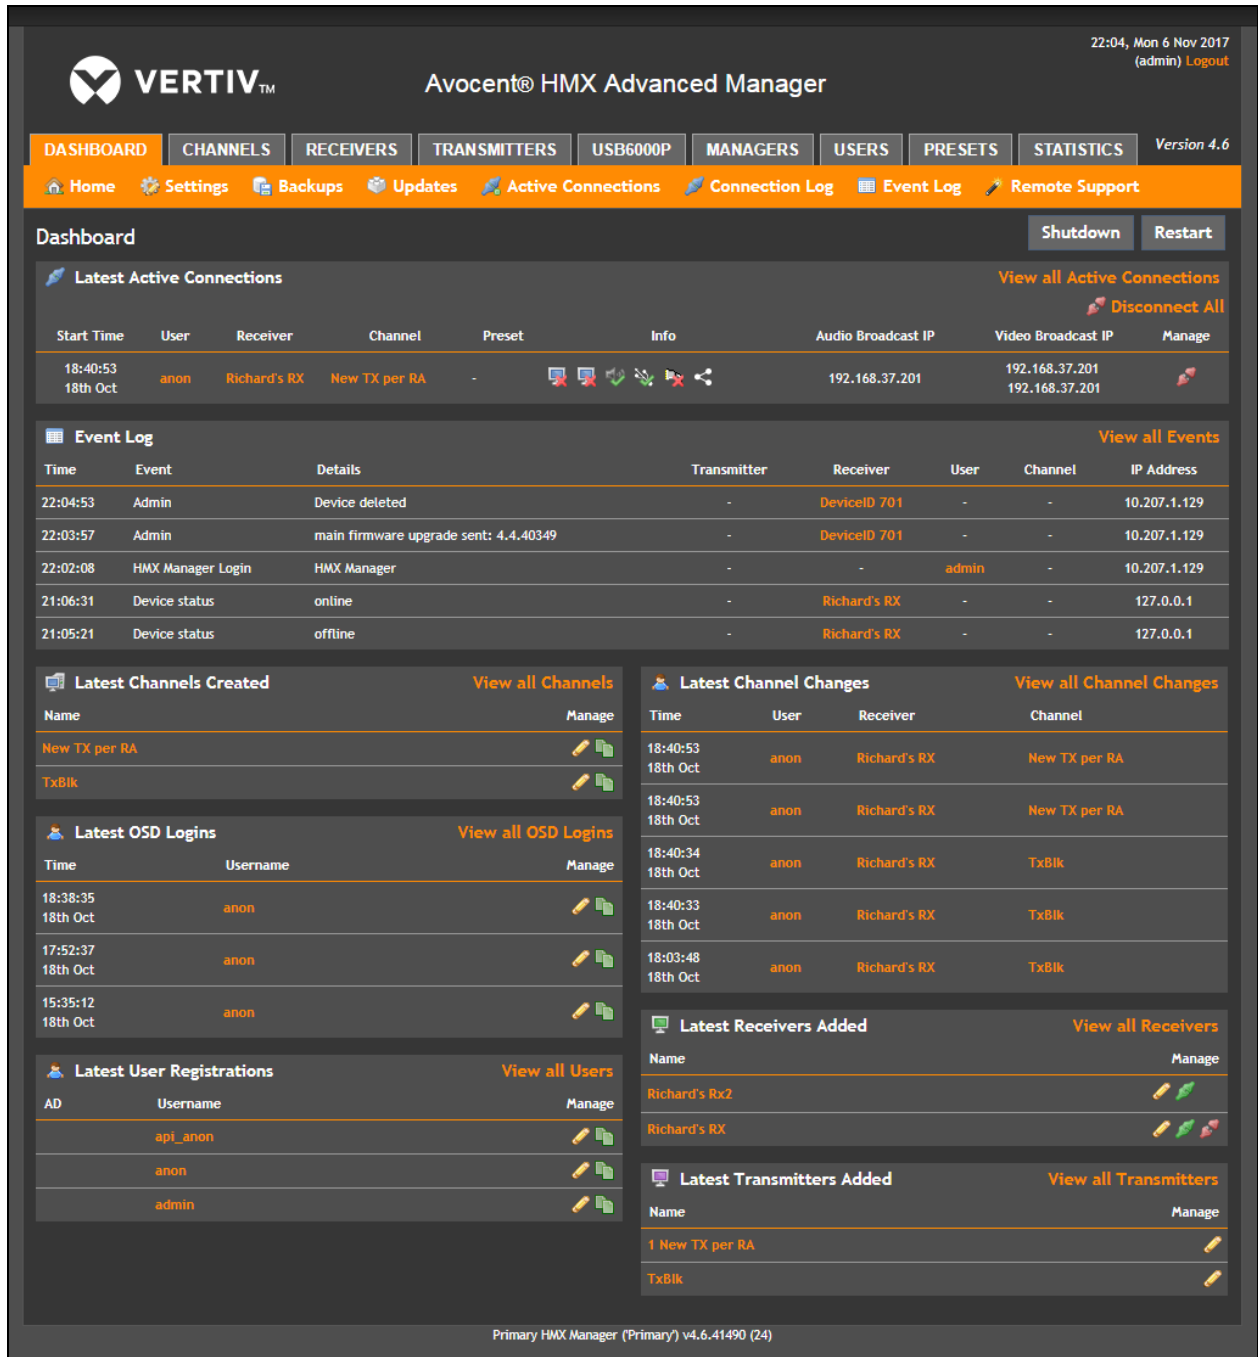 22:04, Mon 6 Nov 2017
(admin) Logout
VERTIV TM
Avocent® HMX Advanced Manager
DASHBOARD CHANNELS RECEIVERS TRANSMITTERS USB6000P MANAGERS USERS PRESETS STATISTICS Version 4.6
Home Settings Backups Updates Active Connections Connection Log Event Log Remote Support
Dashboard Shutdown Restart
Latest Active Connections View all Active Connections
Disconnect All
Start Time User Receiver Channel Preset Info Audio Broadcast IP Video Broadcast IP Manage
18:40:53 192.168.37.201
anon Richard's RX New TX per RA - 192.168.37.201
18th Oct 192.168.37.201
Event Log View all Events
Time Event Details Transmitter Receiver User Channel IP Address
22:04:53 Admin Device deleted - DeviceID 701 - - 10.207.1.129
22:03:57 Admin main firmware upgrade sent: 4.4.40349 - DeviceID 701 - - 10.207.1.129
22:02:08 HMX Manager Login HMX Manager - - admin - 10.207.1.129
21:06:31 Device status online - Richard's RX - - 127.0.0.1
21:05:21 Device status offline - Richard's RX - - 127.0.0.1
Latest Channels Created View all Channels
Name Manage
New TX per RA
TxBlk
Latest OSD Logins View all OSD Logins
Time Username Manage
18:38:35
18th Oct anon
17:52:37
18th Oct anon
15:35:12
18th Oct anon
Latest User Registrations View all Users
AD Username Manage
api_anon
anon
admin
Latest Channel Changes View all Channel Changes
Time User Receiver Channel
18:40:53
18th Oct anon Richard's RX New TX per RA
18:40:53
18th Oct anon Richard's RX New TX per RA
18:40:34
18th Oct anon Richard's RX TxBlk
18:40:33
18th Oct anon Richard's RX TxBlk
18:03:48
18th Oct anon Richard's RX TxBlk
Latest Receivers Added View all Receivers
Name Manage
Richard's Rx2
Richard's RX
Latest Transmitters Added View all Transmitters
Name Manage
1 New TX per RA
TxBlk
Primary HMX Manager ('Primary') v4.6.41490 (24)